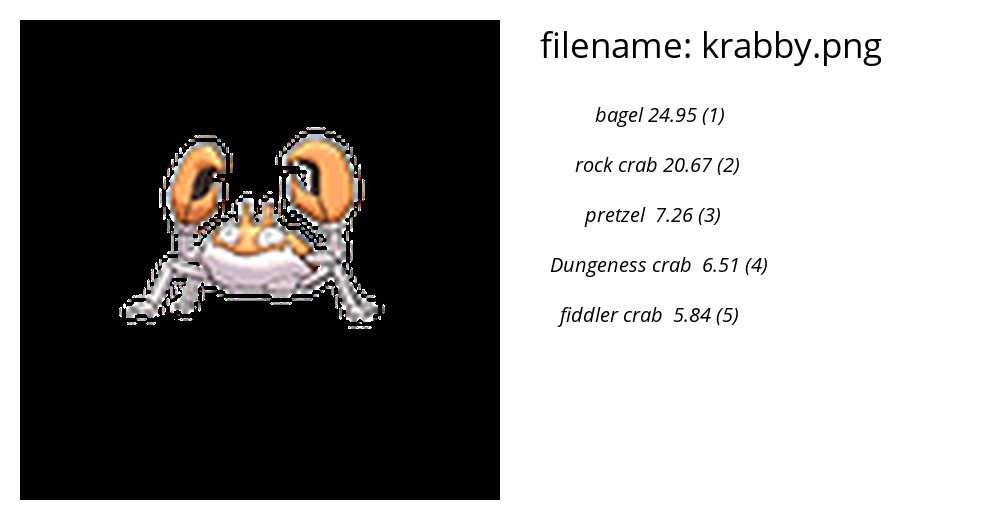 filename: krabby.png
bagel 24.95 (1)
rock crab 20.67 (2)
pretzel 7.26 (3)
Dungeness crab 6.51 (4)
fiddler crab 5.84 (5)